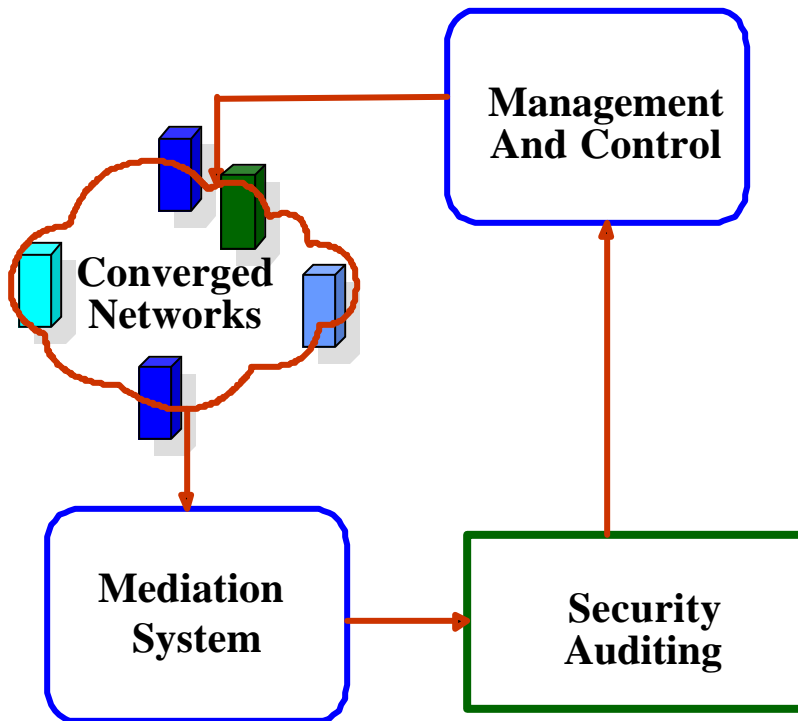 Management
And Control
Converged
Networks
Mediation
System
Security
Auditing